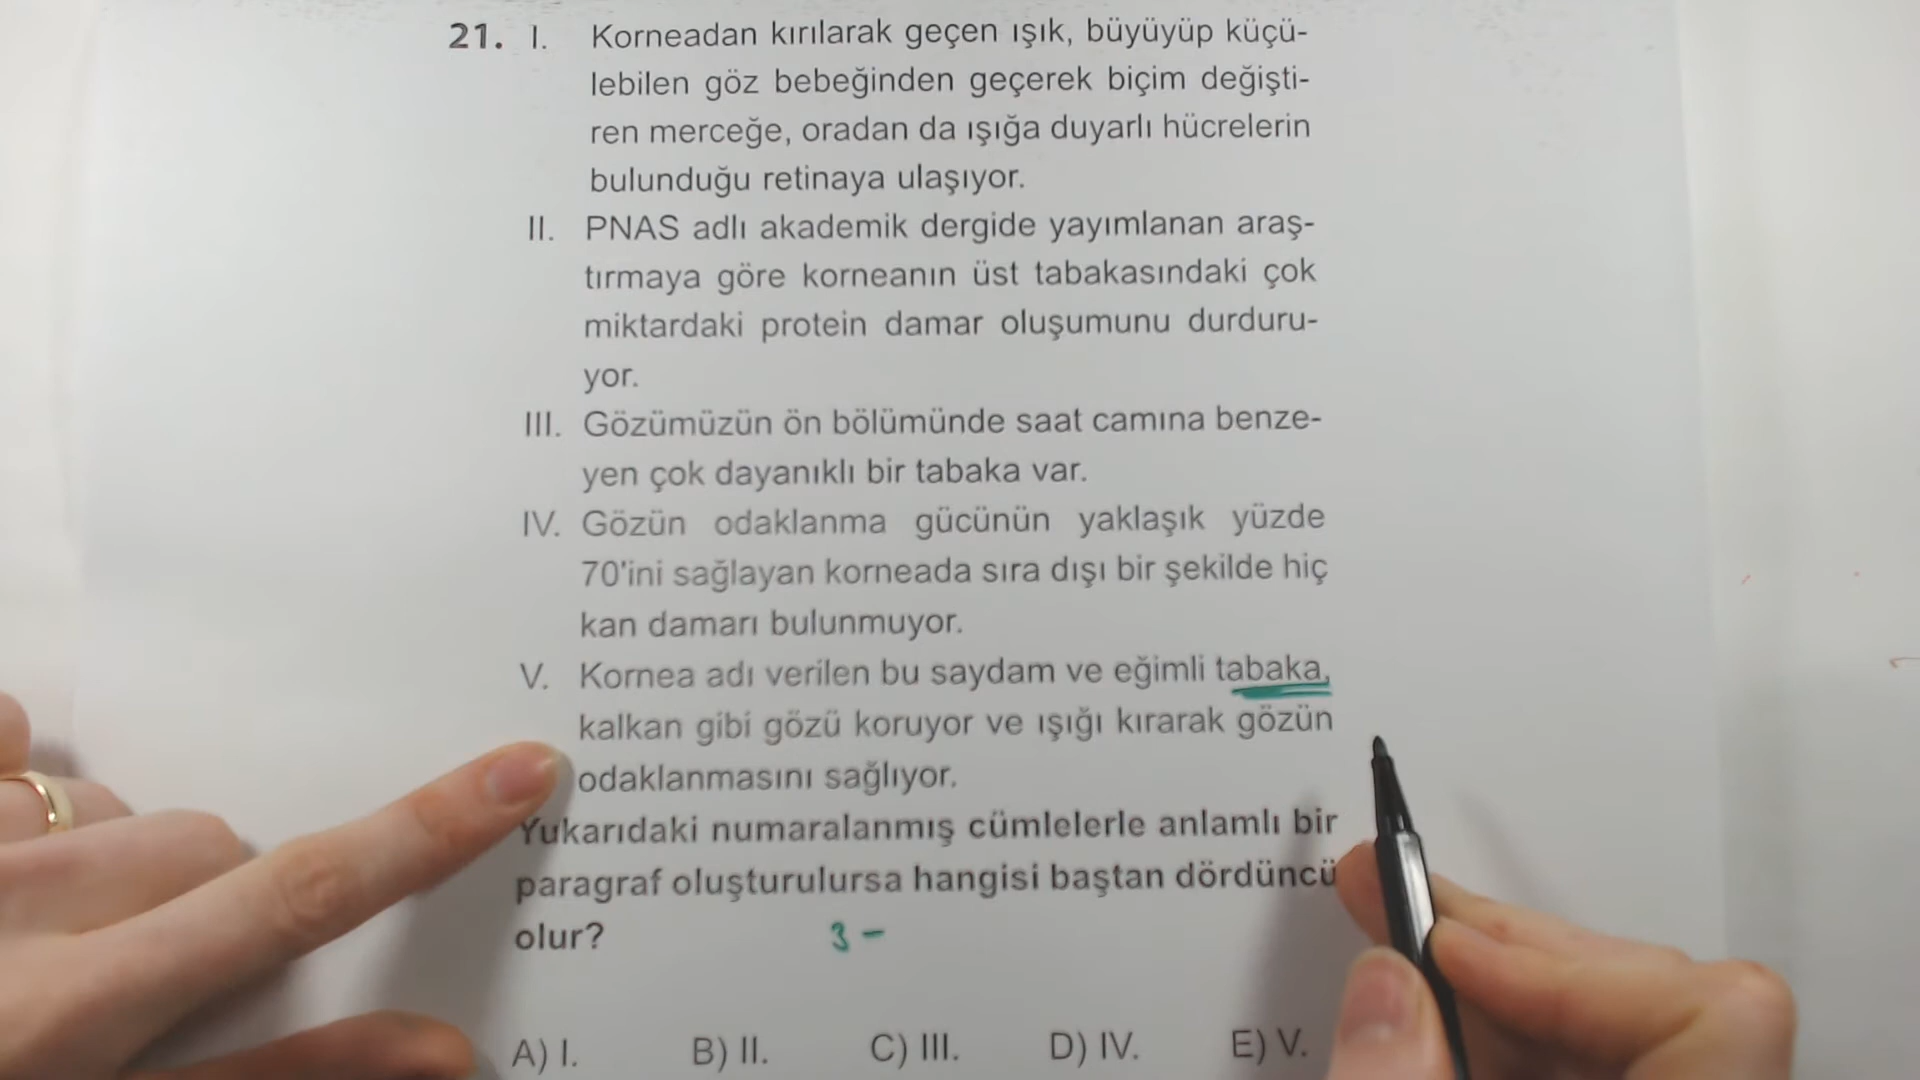 21. I. Korneadan kırılarak geçen ışık, büyüyüp küçü-
lebilen göz bebeğinden geçerek biçim değişti-
ren merceğe, oradan da ışığa duyarlı hücrelerin
bulunduğu retinaya ulaşıyor.
II. PNAS adlı akademik dergide yayımlanan araş-
tırmaya göre korneanın üst tabakasındaki çok
miktardaki protein damar oluşumunu durduru-
yor.
III. Gözümüzün ön bölümünde saat camına benze-
yen çok dayanıklı bir tabaka var.
IV. Gözün odaklanma gücünün yaklaşık yüzde
70'ini sağlayan korneada sıra dışı bir şekilde hiç
kan damarı bulunmuyor.
V. Kornea adı verilen bu saydam ve eğimli tabaka,
kalkan gibi gözü koruyor ve ışığı kırarak gözün
odaklanmasını sağlıyor.
Yukarıdaki numaralanmış cümlelerle anlamlı bir
paragraf oluşturulursa hangisi baştan dördüncü
olur? 3 -
A) I. B) II. C) III. D) IV. E) V.